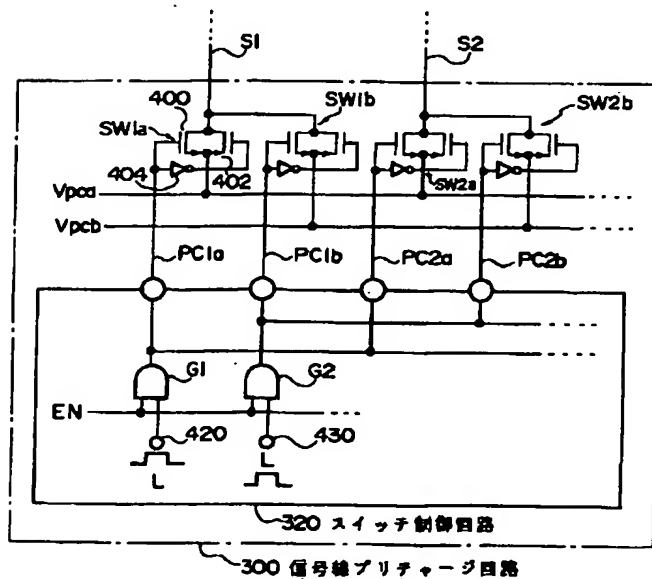 S1
S2
400
SW1a
SW1b
SW2b
404
402
SW2a
Vpca
Vpcb
PC1a
PC1b
PC2a
PC2b
G1
G2
EN
420
430
L
L
320 スイッチ制御回路
300 信号線プリチャージ回路